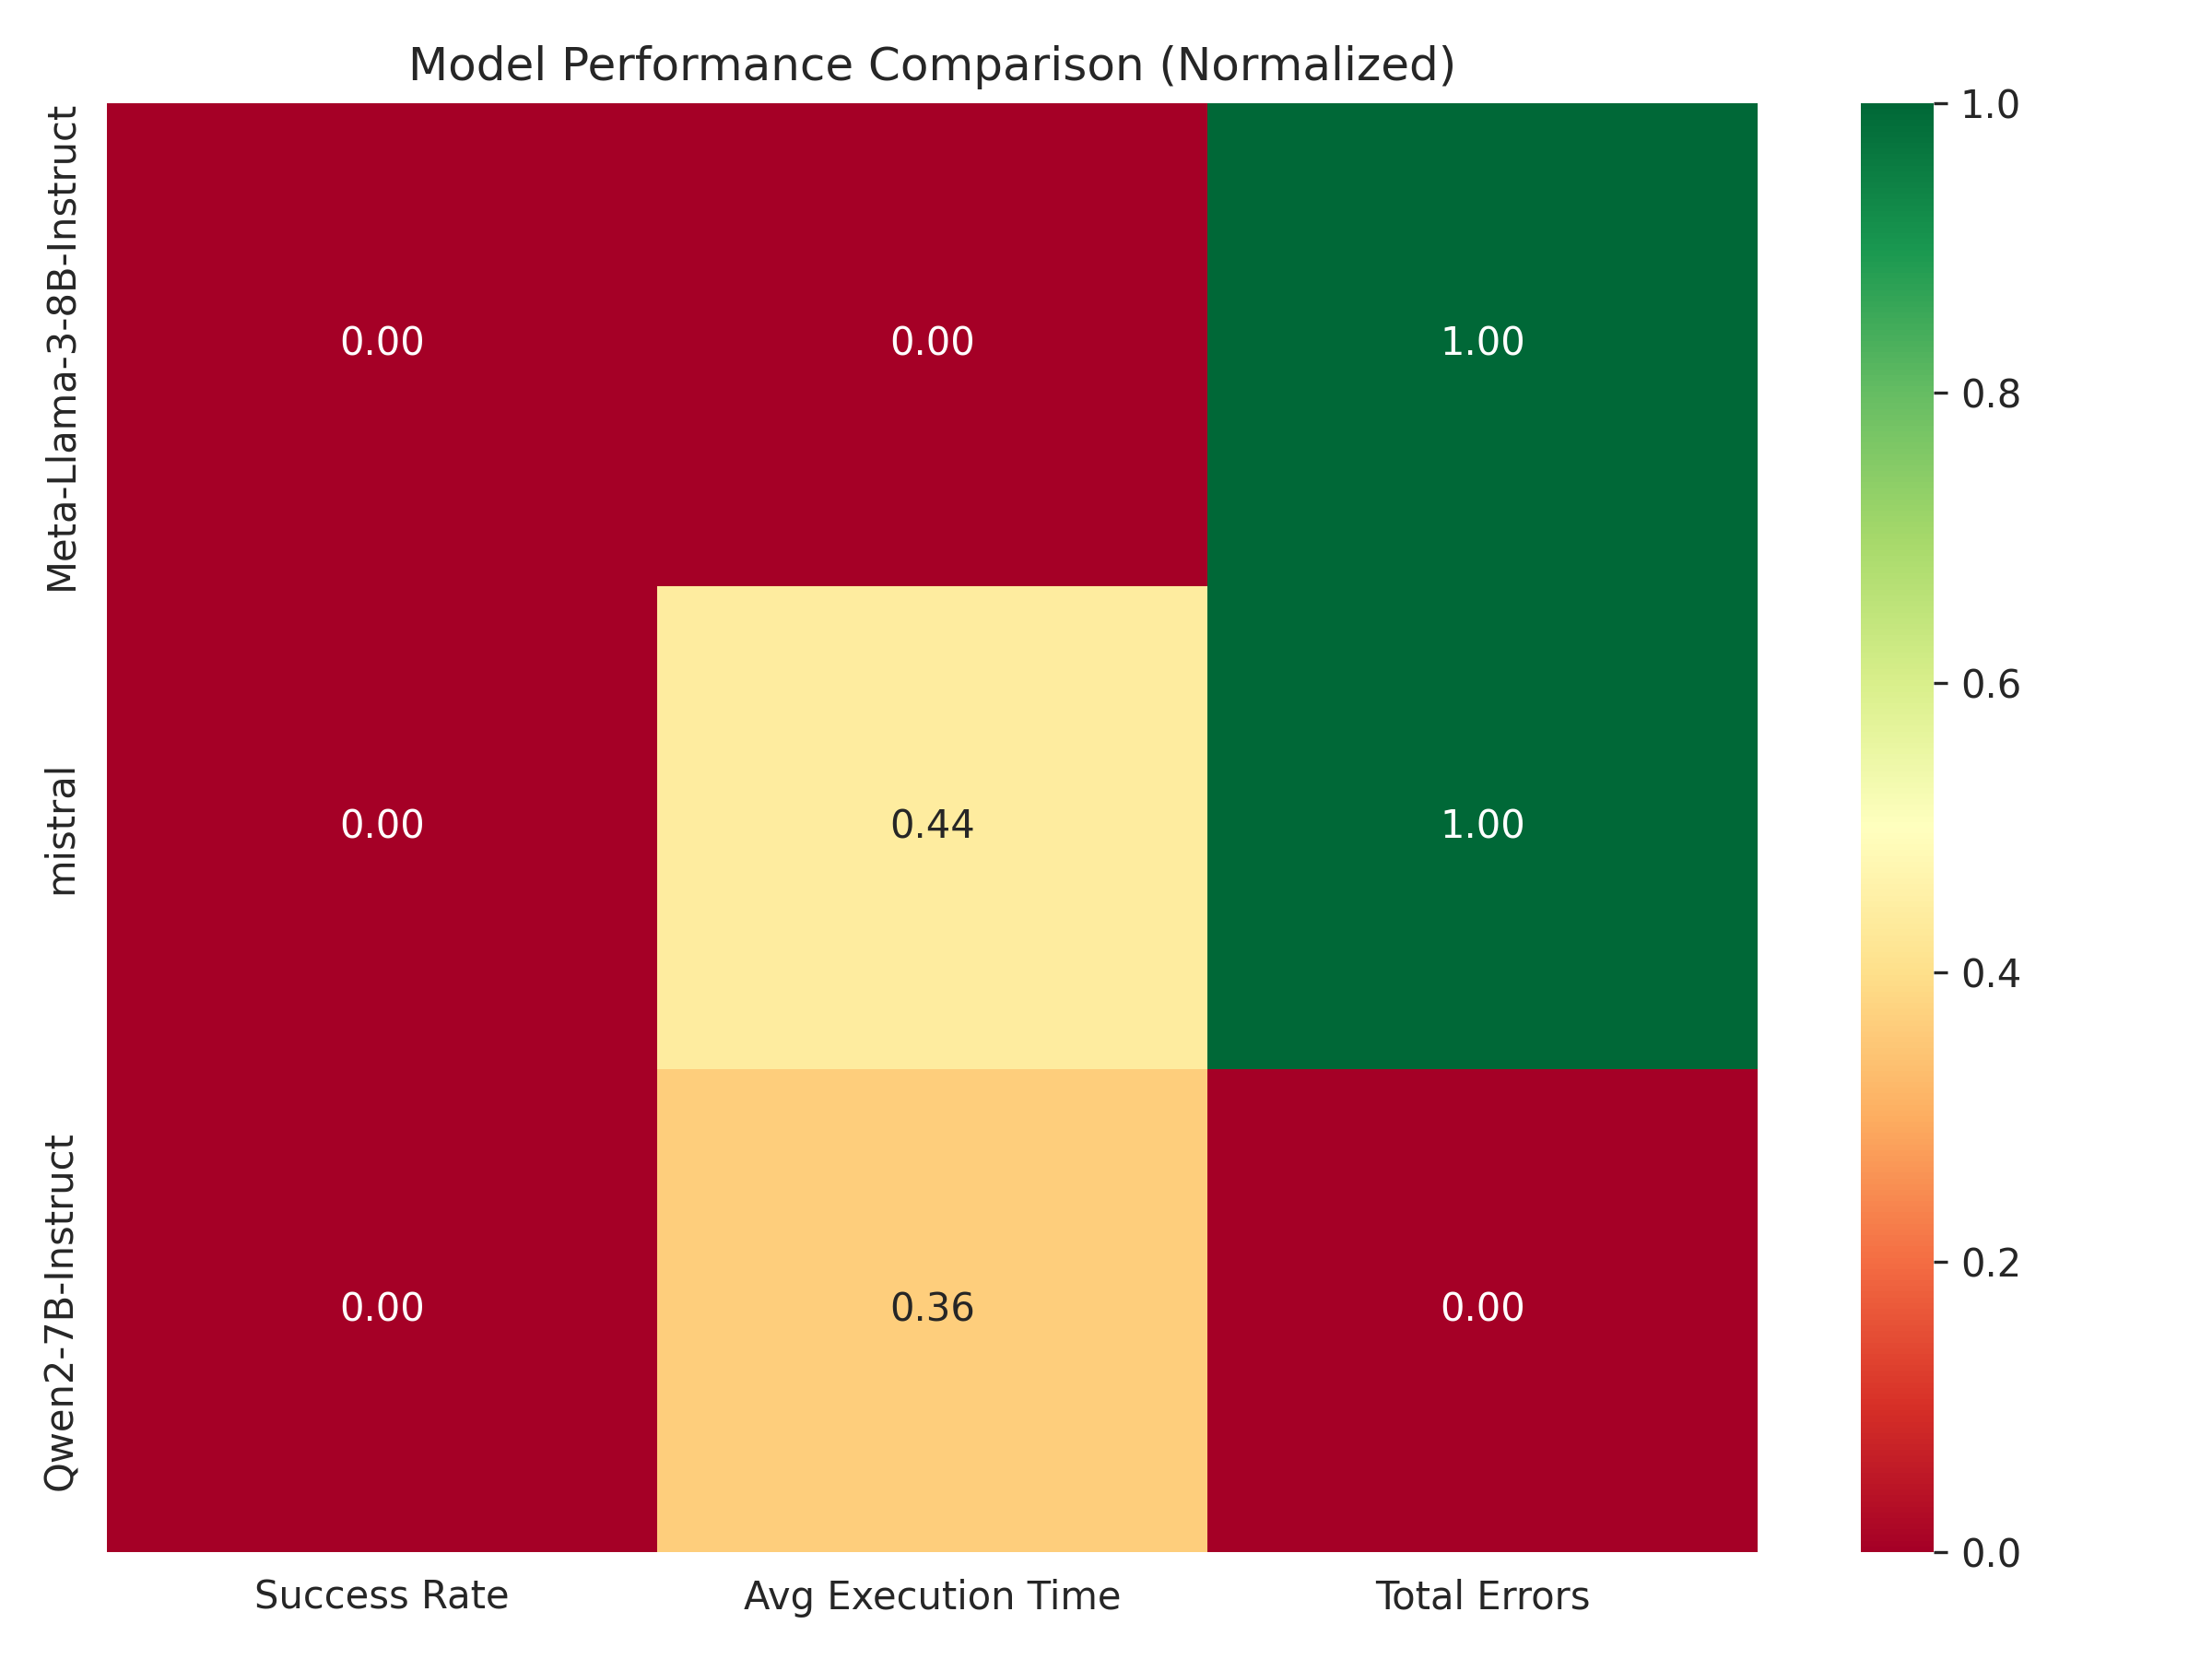 Model Performance Comparison (Normalized)
Meta-Llama-3-8B-Instruct
0.00 0.00 1.00
mistral
0.00 0.44 1.00
Qwen2-7B-Instruct
0.00 0.36 0.00
Success Rate Avg Execution Time Total Errors
1.0
0.8
0.6
0.4
0.2
0.0